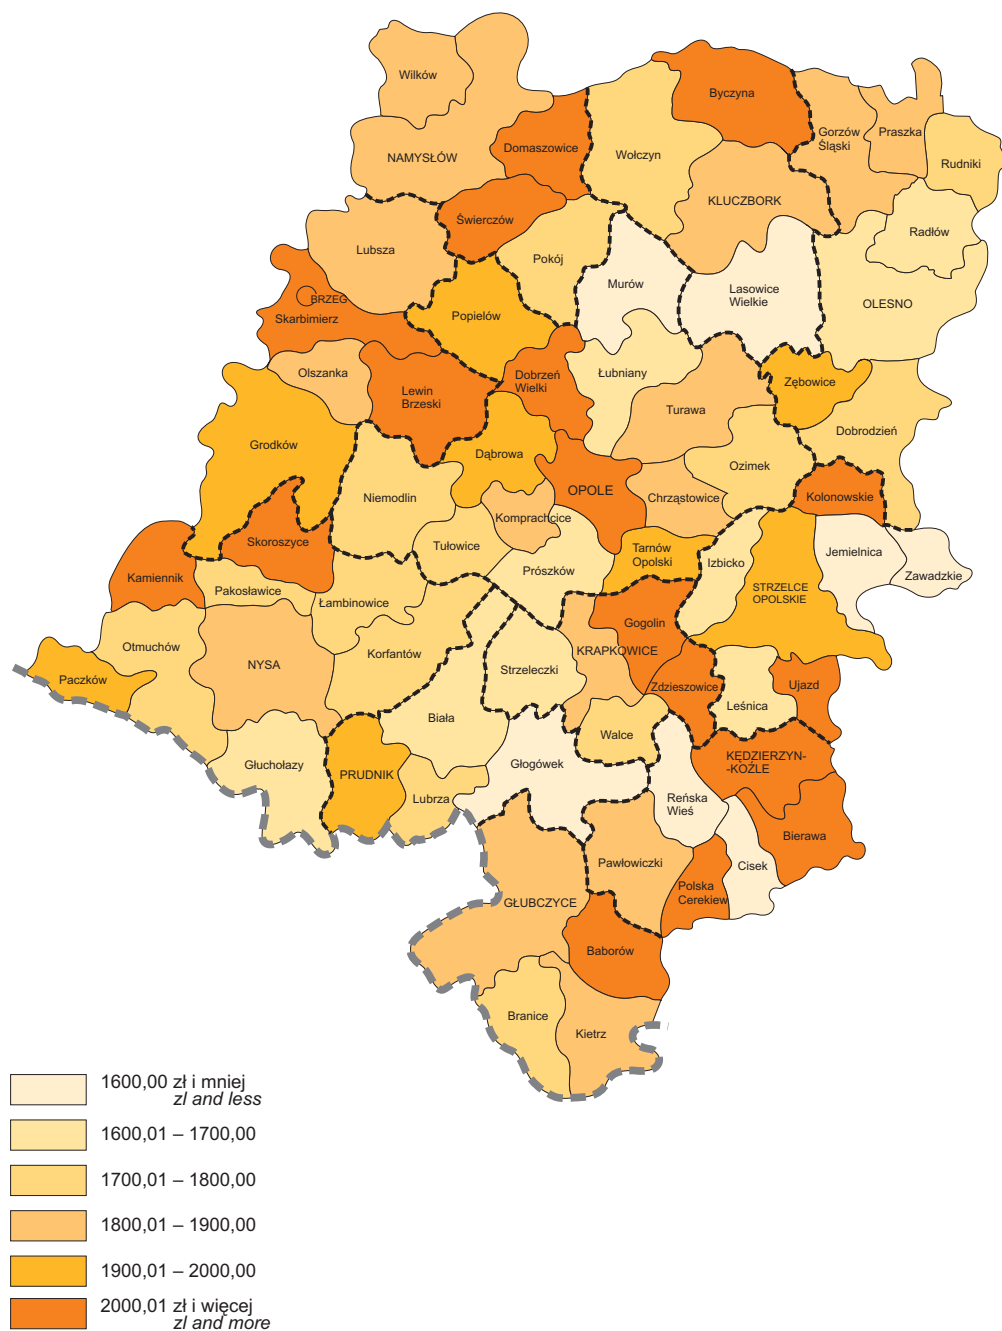 Wilków
Byczyna
Gorzów
Śląski
Praszka
Domaszowice
NAMYSŁÓW
Wołczyn
Rudniki
KLUCZBORK
Świerczów
Radłów
Lubsza
Pokój
Murów
Lasowice
Wielkie
OLESNO
BRZEG
Skarbimierz
Popielów
Olszanka
Lewin
Brzeski
Dobrzeń
Wielki
Łubniany
Zębowice
Turawa
Dobrodzień
Grodków
Dąbrowa
Ozimek
Niemodlin
OPOLE
Chrząstowice
Kolonowskie
Komprachcice
Skoroszyce
Tułowice
Tarnów
Opolski
Izbicko
Jemielnica
Zawadzkie
Kamiennik
Pakosławice
Prószków
STRZELCE
OPOLSKIE
Łambinowice
Gogolin
Otmuchów
NYSA
Korfantów
KRAPKOWICE
Strzeleczki
Paczków
Zdzieszowice
Ujazd
Leśnica
Biała
Walce
Głuchołazy
PRUDNIK
Głogówek
KĘDZIERZYN-
-KOŹLE
Lubrza
Reńska
Wieś
Bierawa
Pawłowiczki
Cisek
Polska
Cerekiew
GŁUBCZYCE
Baborów
Branice
Kietrz
1600,00 zł i mniej
zl and less
1600,01 – 1700,00
1700,01 – 1800,00
1800,01 – 1900,00
1900,01 – 2000,00
2000,01 zł i więcej
zl and more